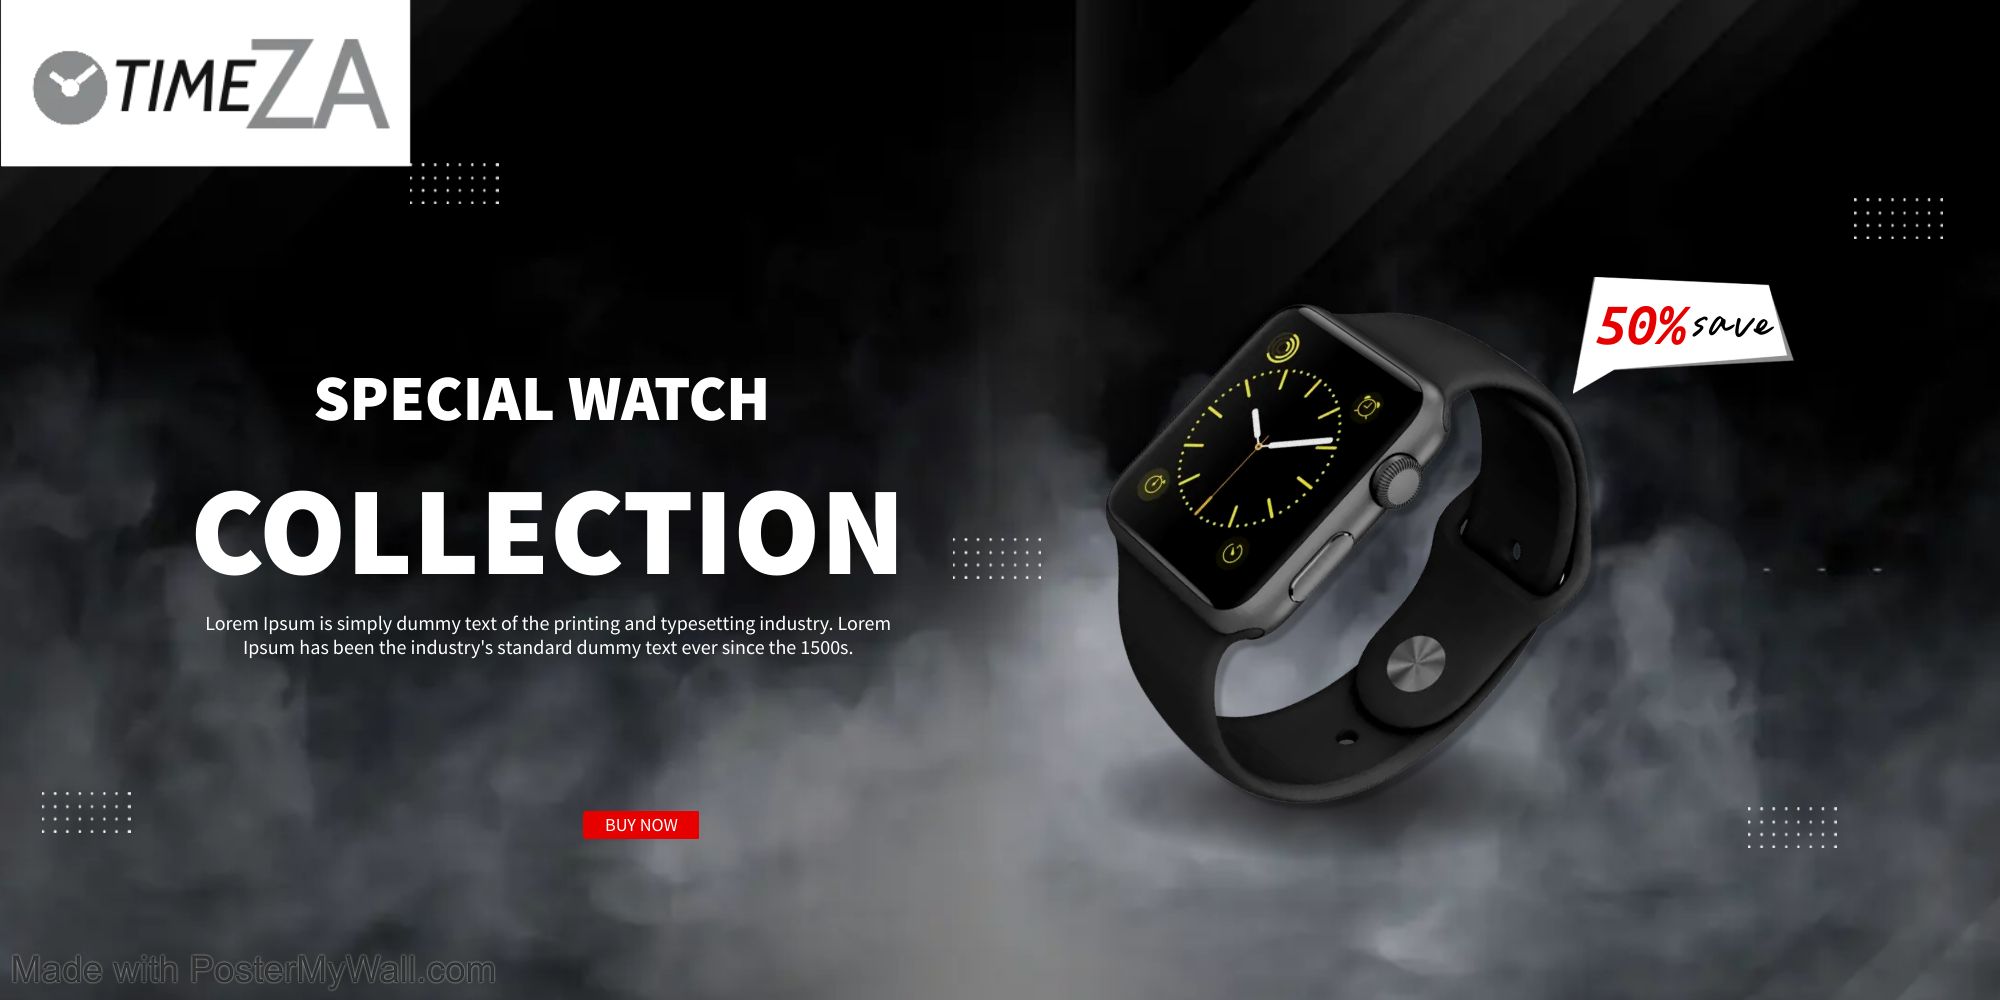 TIMEZA
50% save
SPECIAL WATCH
COLLECTION
Lorem Ipsum is simply dummy text of the printing and typesetting industry. Lorem
Ipsum has been the industry's standard dummy text ever since the 1500s.
BUY NOW
Made with PosterMyWall.com